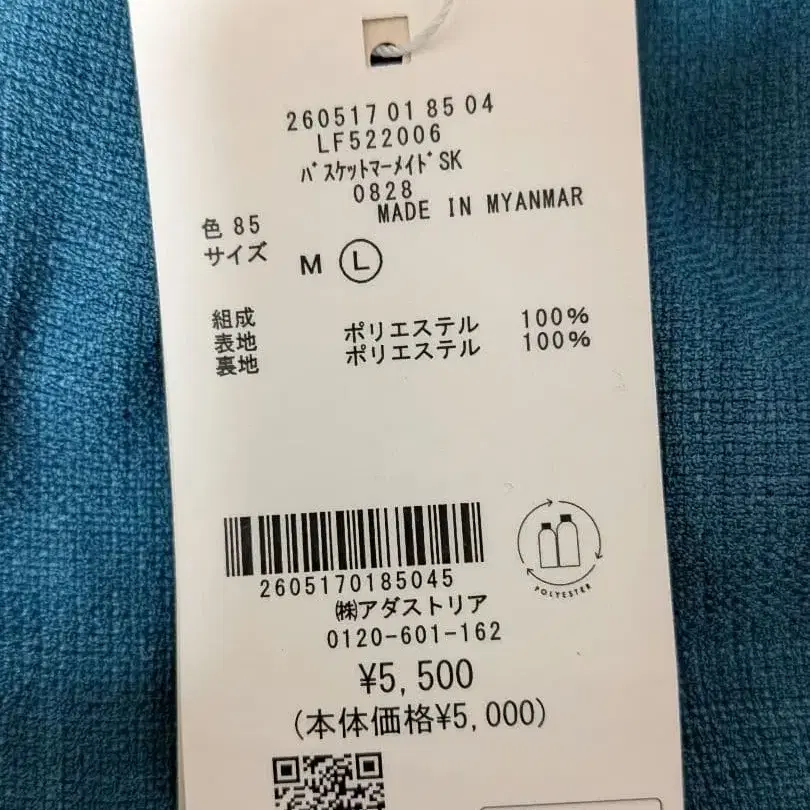 260517 01 85 04
LF522006
ﾊﾞｽｹｯﾄﾏｰﾒｲﾄﾞSK
0828
MADE IN MYANMAR
色 85
サイズ M L
組成
表地 ポリエステル 100%
裏地 ポリエステル 100%
2605170185045
POLYESTER
㈱アダストリア
0120-601-162
¥5,500
(本体価格¥5,000)